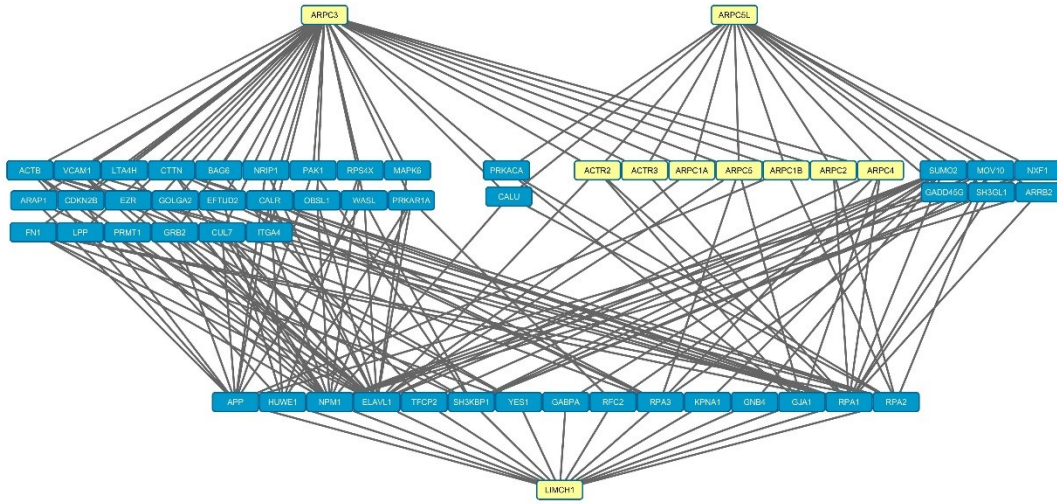 ARPC3 ARPC5L
ACTB VCAM1 LTA4H CTTN BAG6 NRIP1 PAK1 RPS4X MAPK6 PRKACA ACTR2 ACTR3 ARPC1A ARPC5 ARPC1B ARPC2 ARPC4 SUMO2 MOV10 NXF1
ARAP1 CDKN2B EZR GOLGA2 EFTUD2 CALR OBSL1 WASL PRKAR1A CALU GADD45G SH3GL1 ARRB2
FN1 LPP PRMT1 GRB2 CUL7 ITGA4
APP HUWE1 NPM1 ELAVL1 TFCP2 SH3KBP1 YES1 GABPA RFC2 RPA3 KPNA1 GNB4 GJA1 RPA1 RPA2
LIMCH1